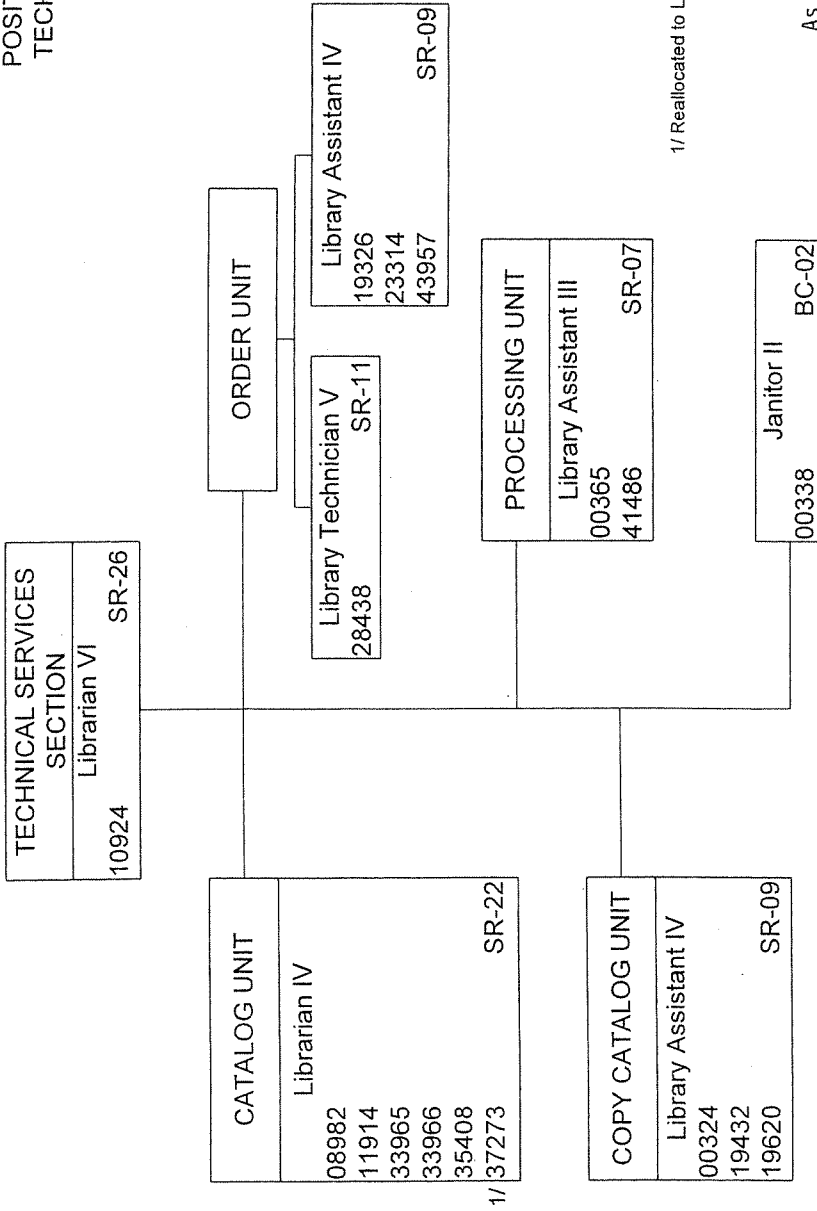 POSIT
TECH
TECHNICAL SERVICES
SECTION
Librarian VI
10924 SR-26
CATALOG UNIT
Librarian IV
08982
11914
33965
33966
35408
1/ 37273 SR-22
ORDER UNIT
Library Technician V
28438 SR-11
Library Assistant IV
19326
23314
43957 SR-09
COPY CATALOG UNIT
Library Assistant IV
00324
19432
19620 SR-09
PROCESSING UNIT
Library Assistant III
00365
41486 SR-07
Janitor II
00338 BC-02
1/ Reallocated to L
As